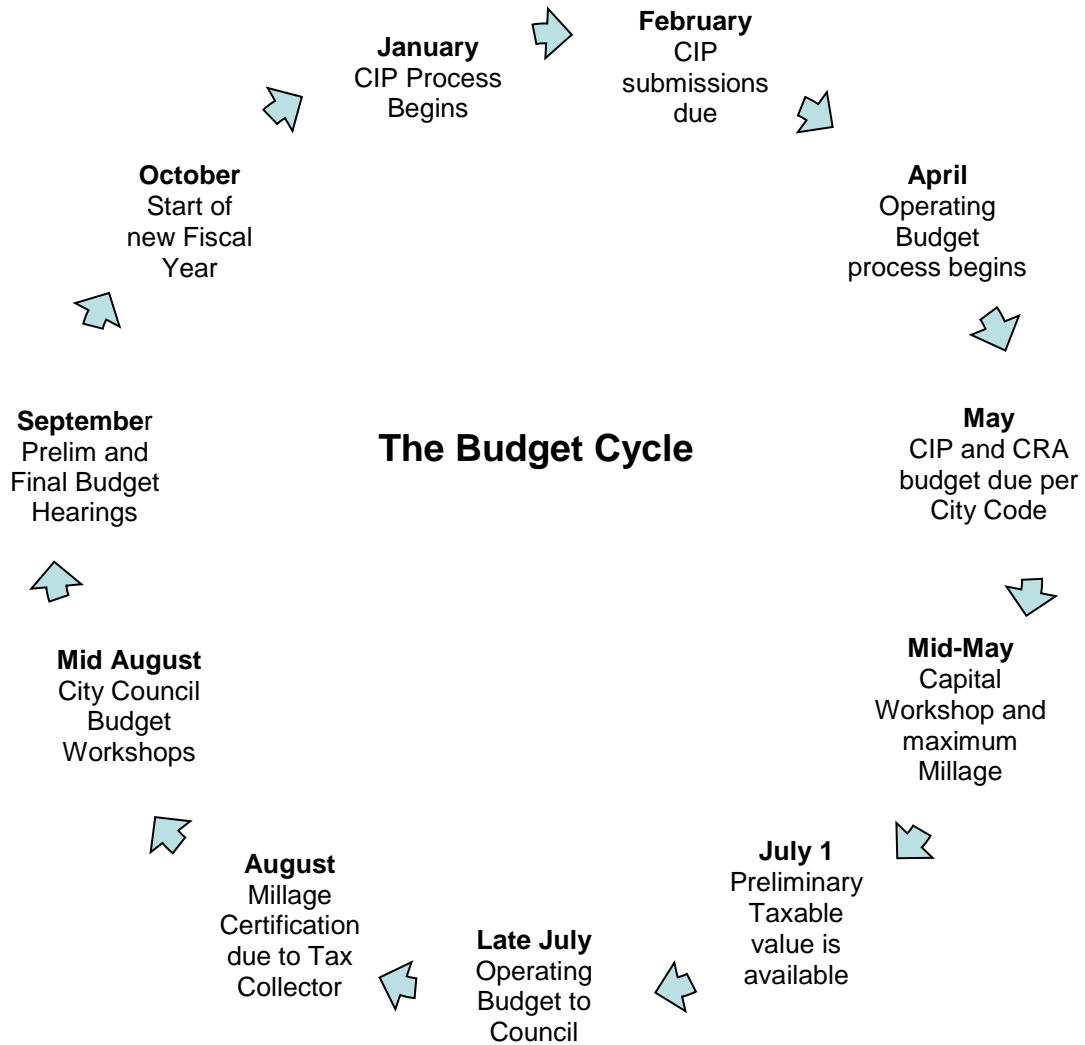 The Budget Cycle
January
CIP Process
Begins
February
CIP
submissions
due
April
Operating
Budget
process begins
May
CIP and CRA
budget due per
City Code
Mid-May
Capital
Workshop and
maximum
Millage
July 1
Preliminary
Taxable
value is
available
Late July
Operating
Budget to
Council
August
Millage
Certification
due to Tax
Collector
Mid August
City Council
Budget
Workshops
September
Prelim and
Final Budget
Hearings
October
Start of
new Fiscal
Year